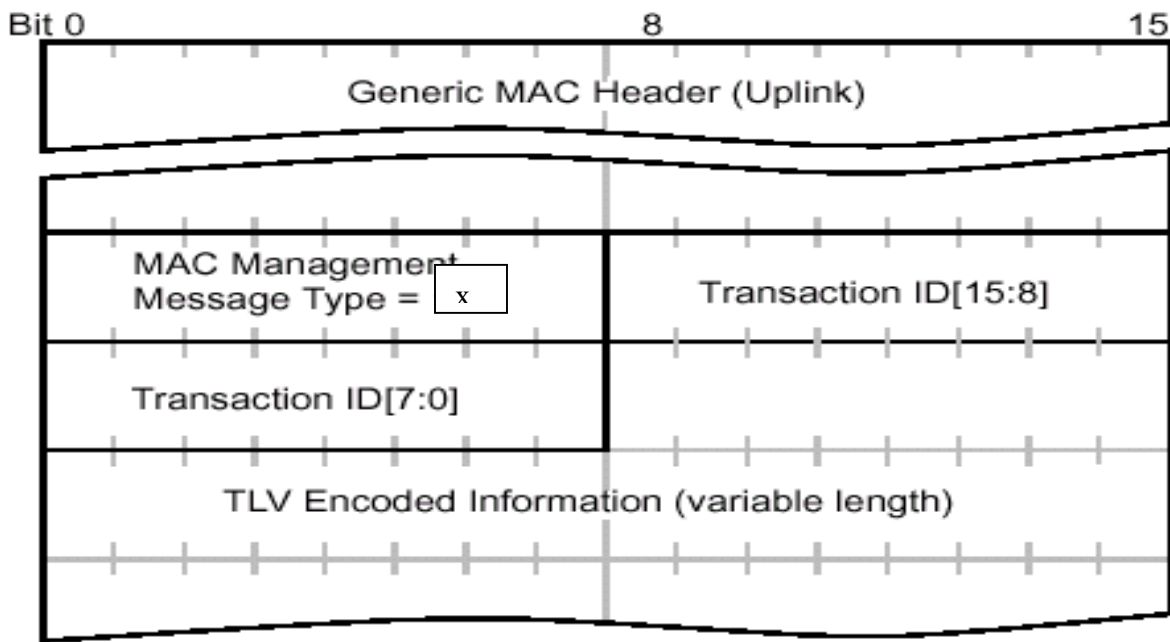 Bit 0 8 15
Generic MAC Header (Uplink)
MAC Management
Message Type = x
Transaction ID[15:8]
Transaction ID[7:0]
TLV Encoded Information (variable length)